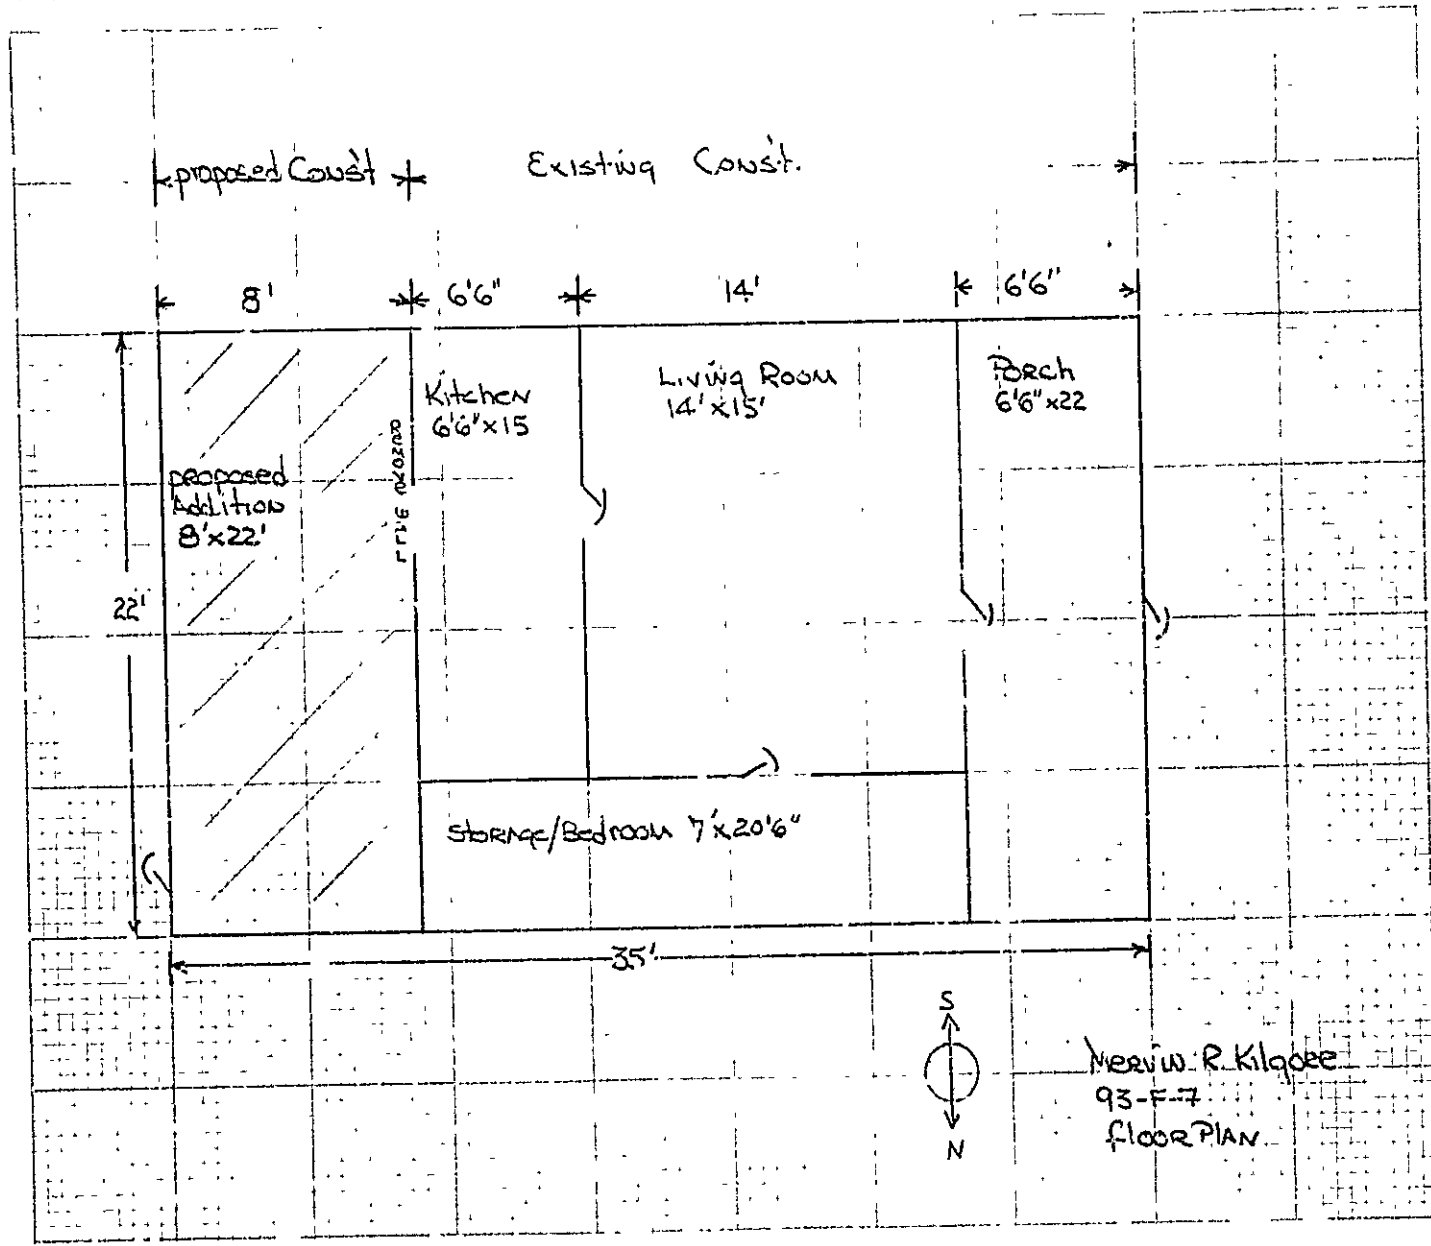 proposed Const
Existing Const.
8'
6'6"
14'
6'6"
Kitchen
6'6"x15
Living Room
14'x15'
Porch
6'6"x22
proposed
Addition
8'x22'
22'
Storage/Bedroom 7'x20'6"
35'
S
N
Mervin R. Kilgore
93-F-7
Floor Plan